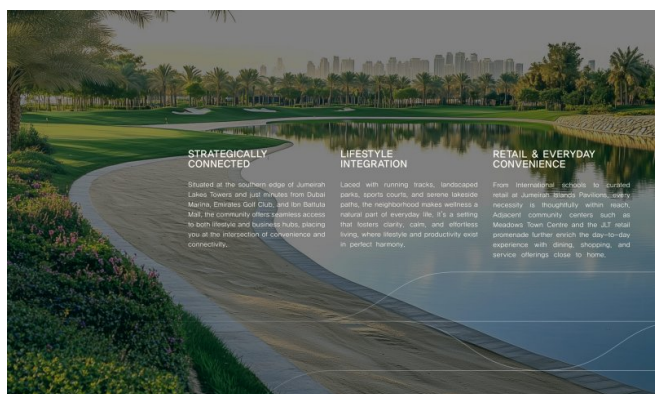 STRATEGICALLY
CONNECTED
Situated at the southern edge of Jumeirah
Lakes Towers and just minutes from Dubai
Marina, Emirates Golf Club, and Ibn Battuta
Mall, the community offers seamless access
to both lifestyle and business hubs, placing
you at the intersection of convenience and
connectivity.
LIFESTYLE
INTEGRATION
Laced with running tracks, landscaped
parks, sports courts, and serene lakeside
paths, the neighborhood makes wellness a
natural part of everyday life. It's a setting
that fosters clarity, calm, and effortless
living, where lifestyle and productivity exist
in perfect harmony.
RETAIL & EVERYDAY
CONVENIENCE
From international schools to curated
retail at Jumeirah Islands Pavilions, every
necessity is thoughtfully within reach.
Adjacent community centers such as
Meadows Town Centre and the JLT retail
promenade further enrich the day-to-day
experience with dining, shopping, and
service offerings close to home.